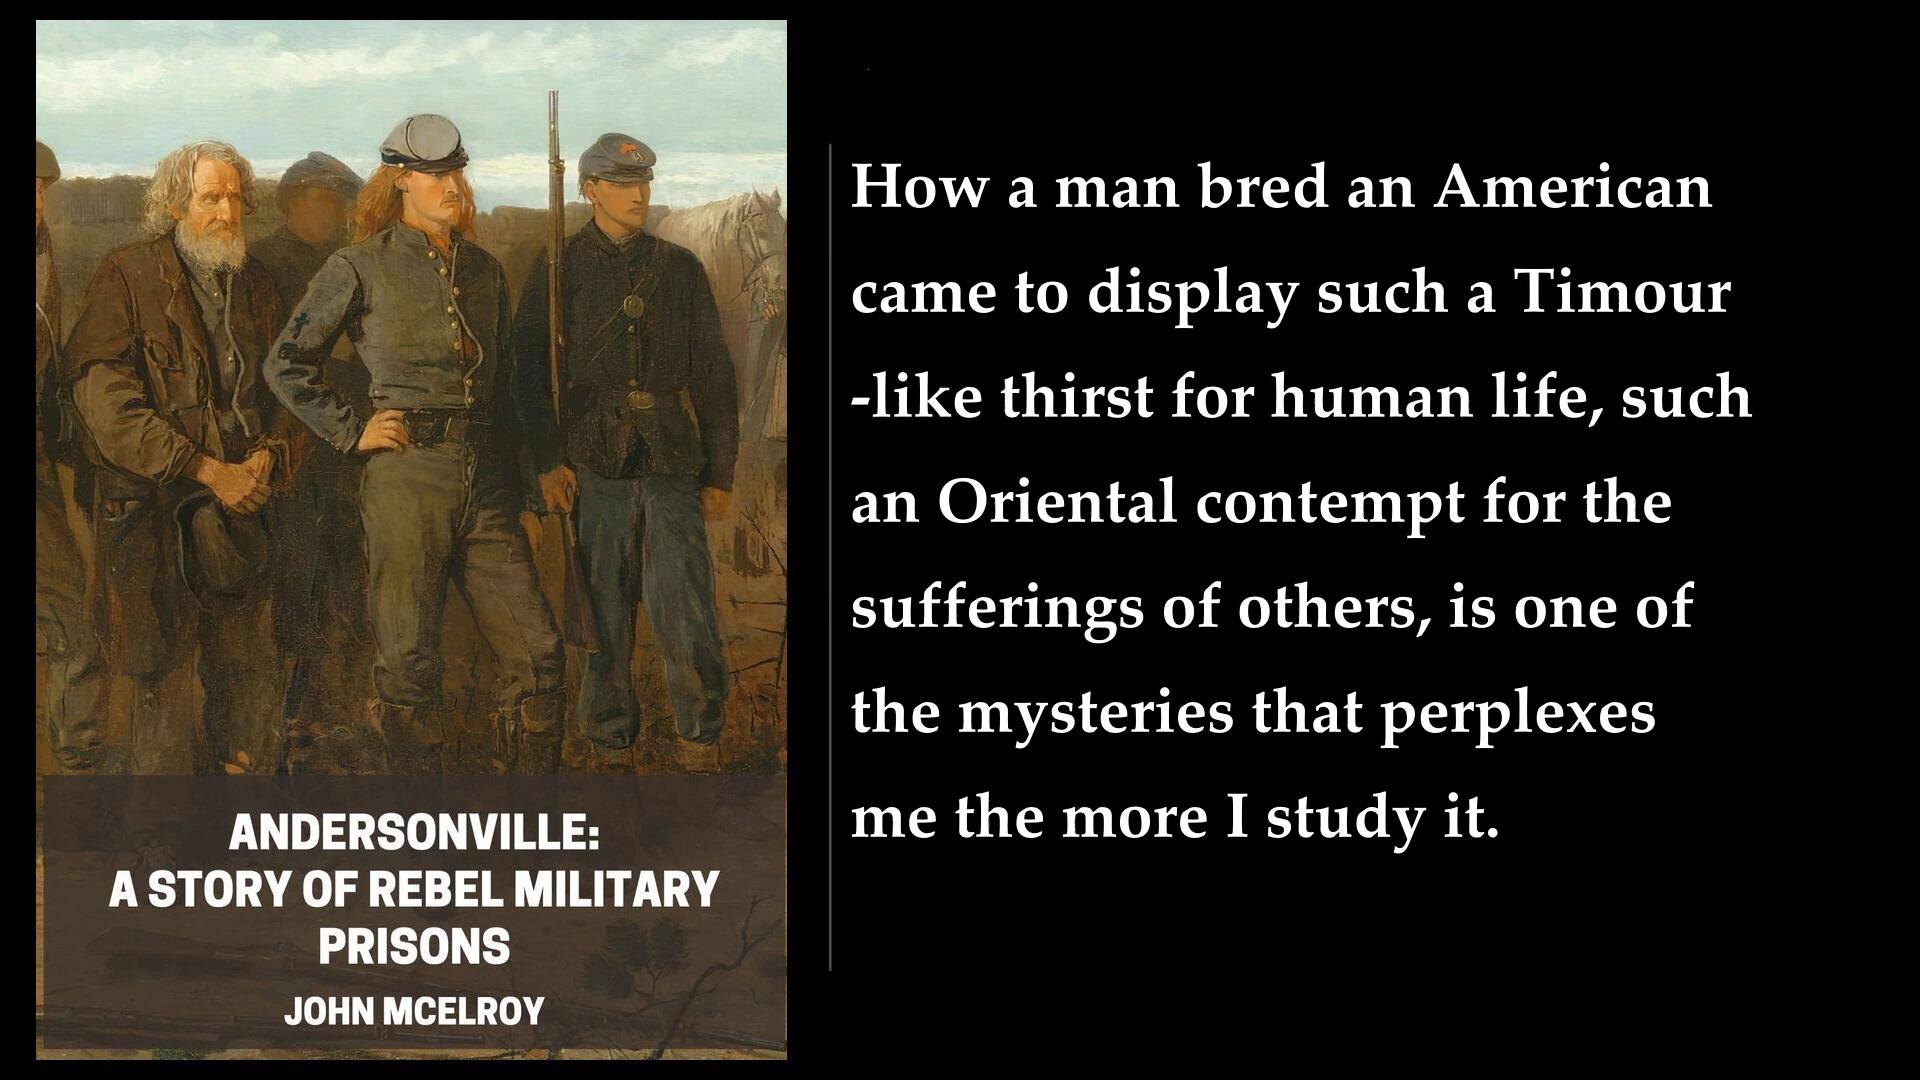 ANDERSONVILLE:
A STORY OF REBEL MILITARY
PRISONS
JOHN MCELROY
How a man bred an American
came to display such a Timour
-like thirst for human life, such
an Oriental contempt for the
sufferings of others, is one of
the mysteries that perplexes
me the more I study it.